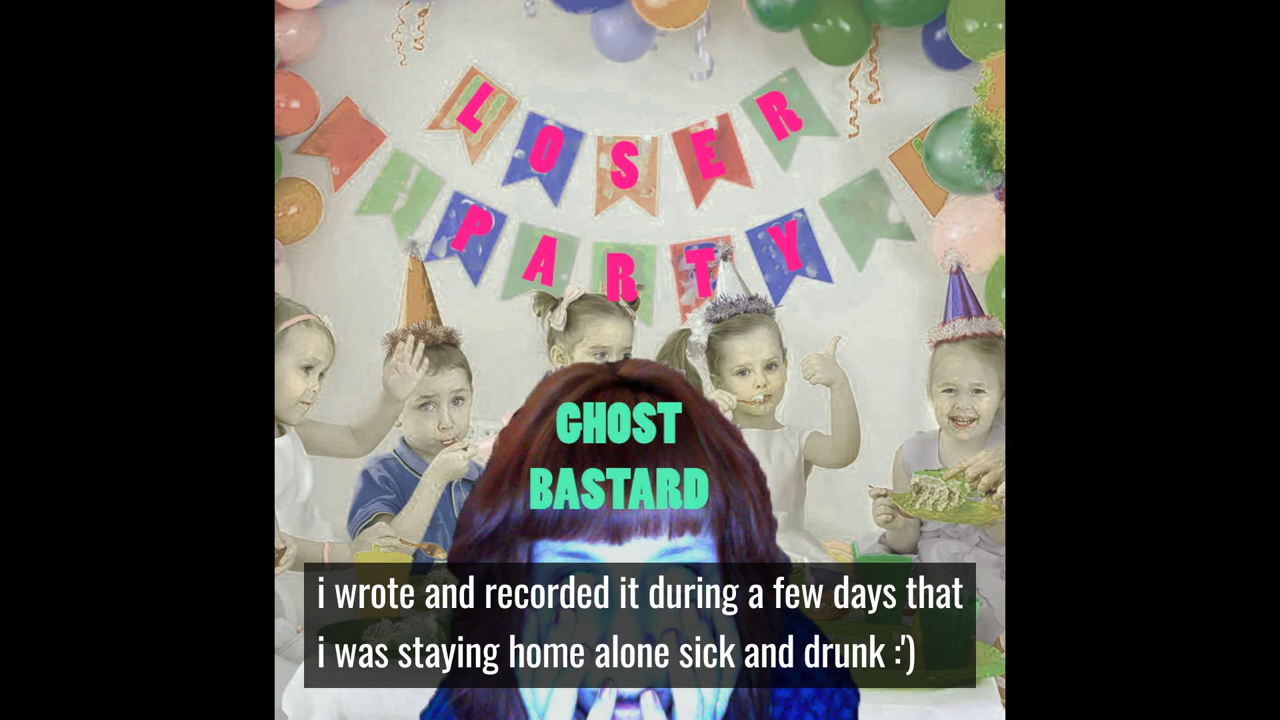 LOSER
PARTY
GHOST
BASTARD
i wrote and recorded it during a few days that
i was staying home alone sick and drunk :')